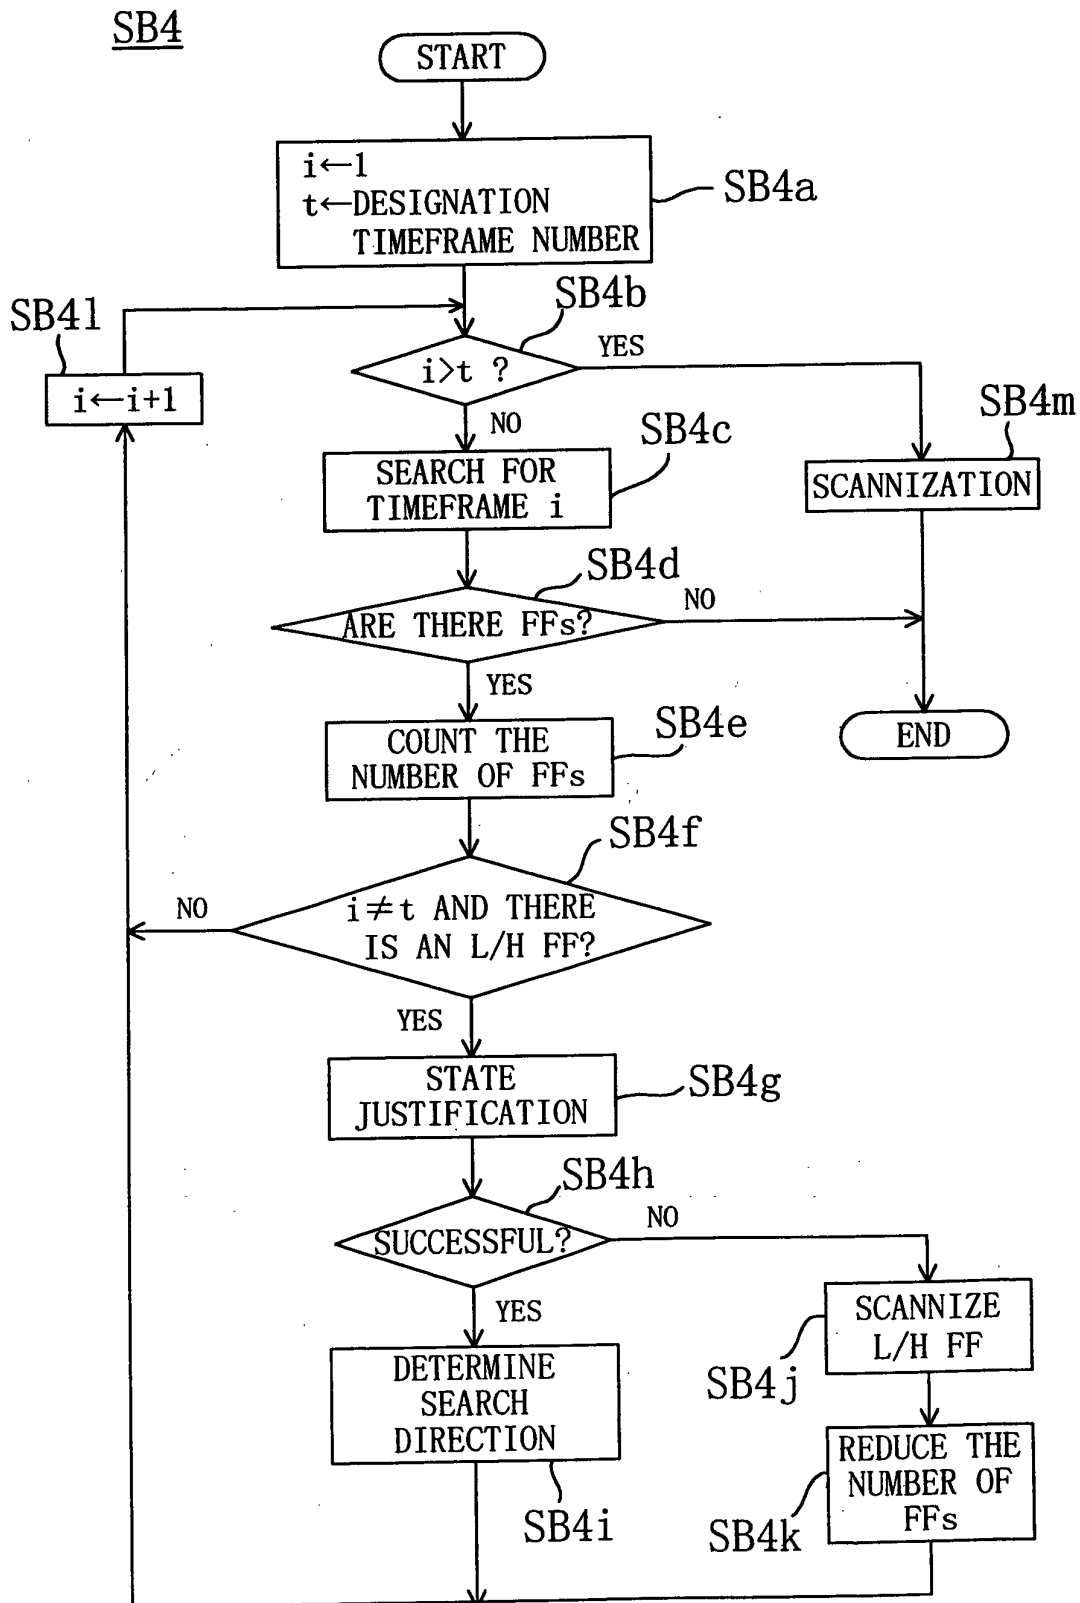 SB4
START
i←1
t←DESIGNATION
TIMEFRAME NUMBER
SB4a
SB4b
SB4l
i>t ?
YES
i←i+1
NO
SB4c
SB4m
SEARCH FOR
TIMEFRAME i
SCANNIZATION
SB4d
ARE THERE FFs?
NO
YES
SB4e
COUNT THE
NUMBER OF FFs
END
SB4f
i≠t AND THERE
IS AN L/H FF?
NO
YES
STATE
JUSTIFICATION
SB4g
SB4h
SUCCESSFUL?
NO
YES
SCANNIZE
L/H FF
SB4j
DETERMINE
SEARCH
DIRECTION
SB4i
REDUCE THE
NUMBER OF
FFs
SB4k